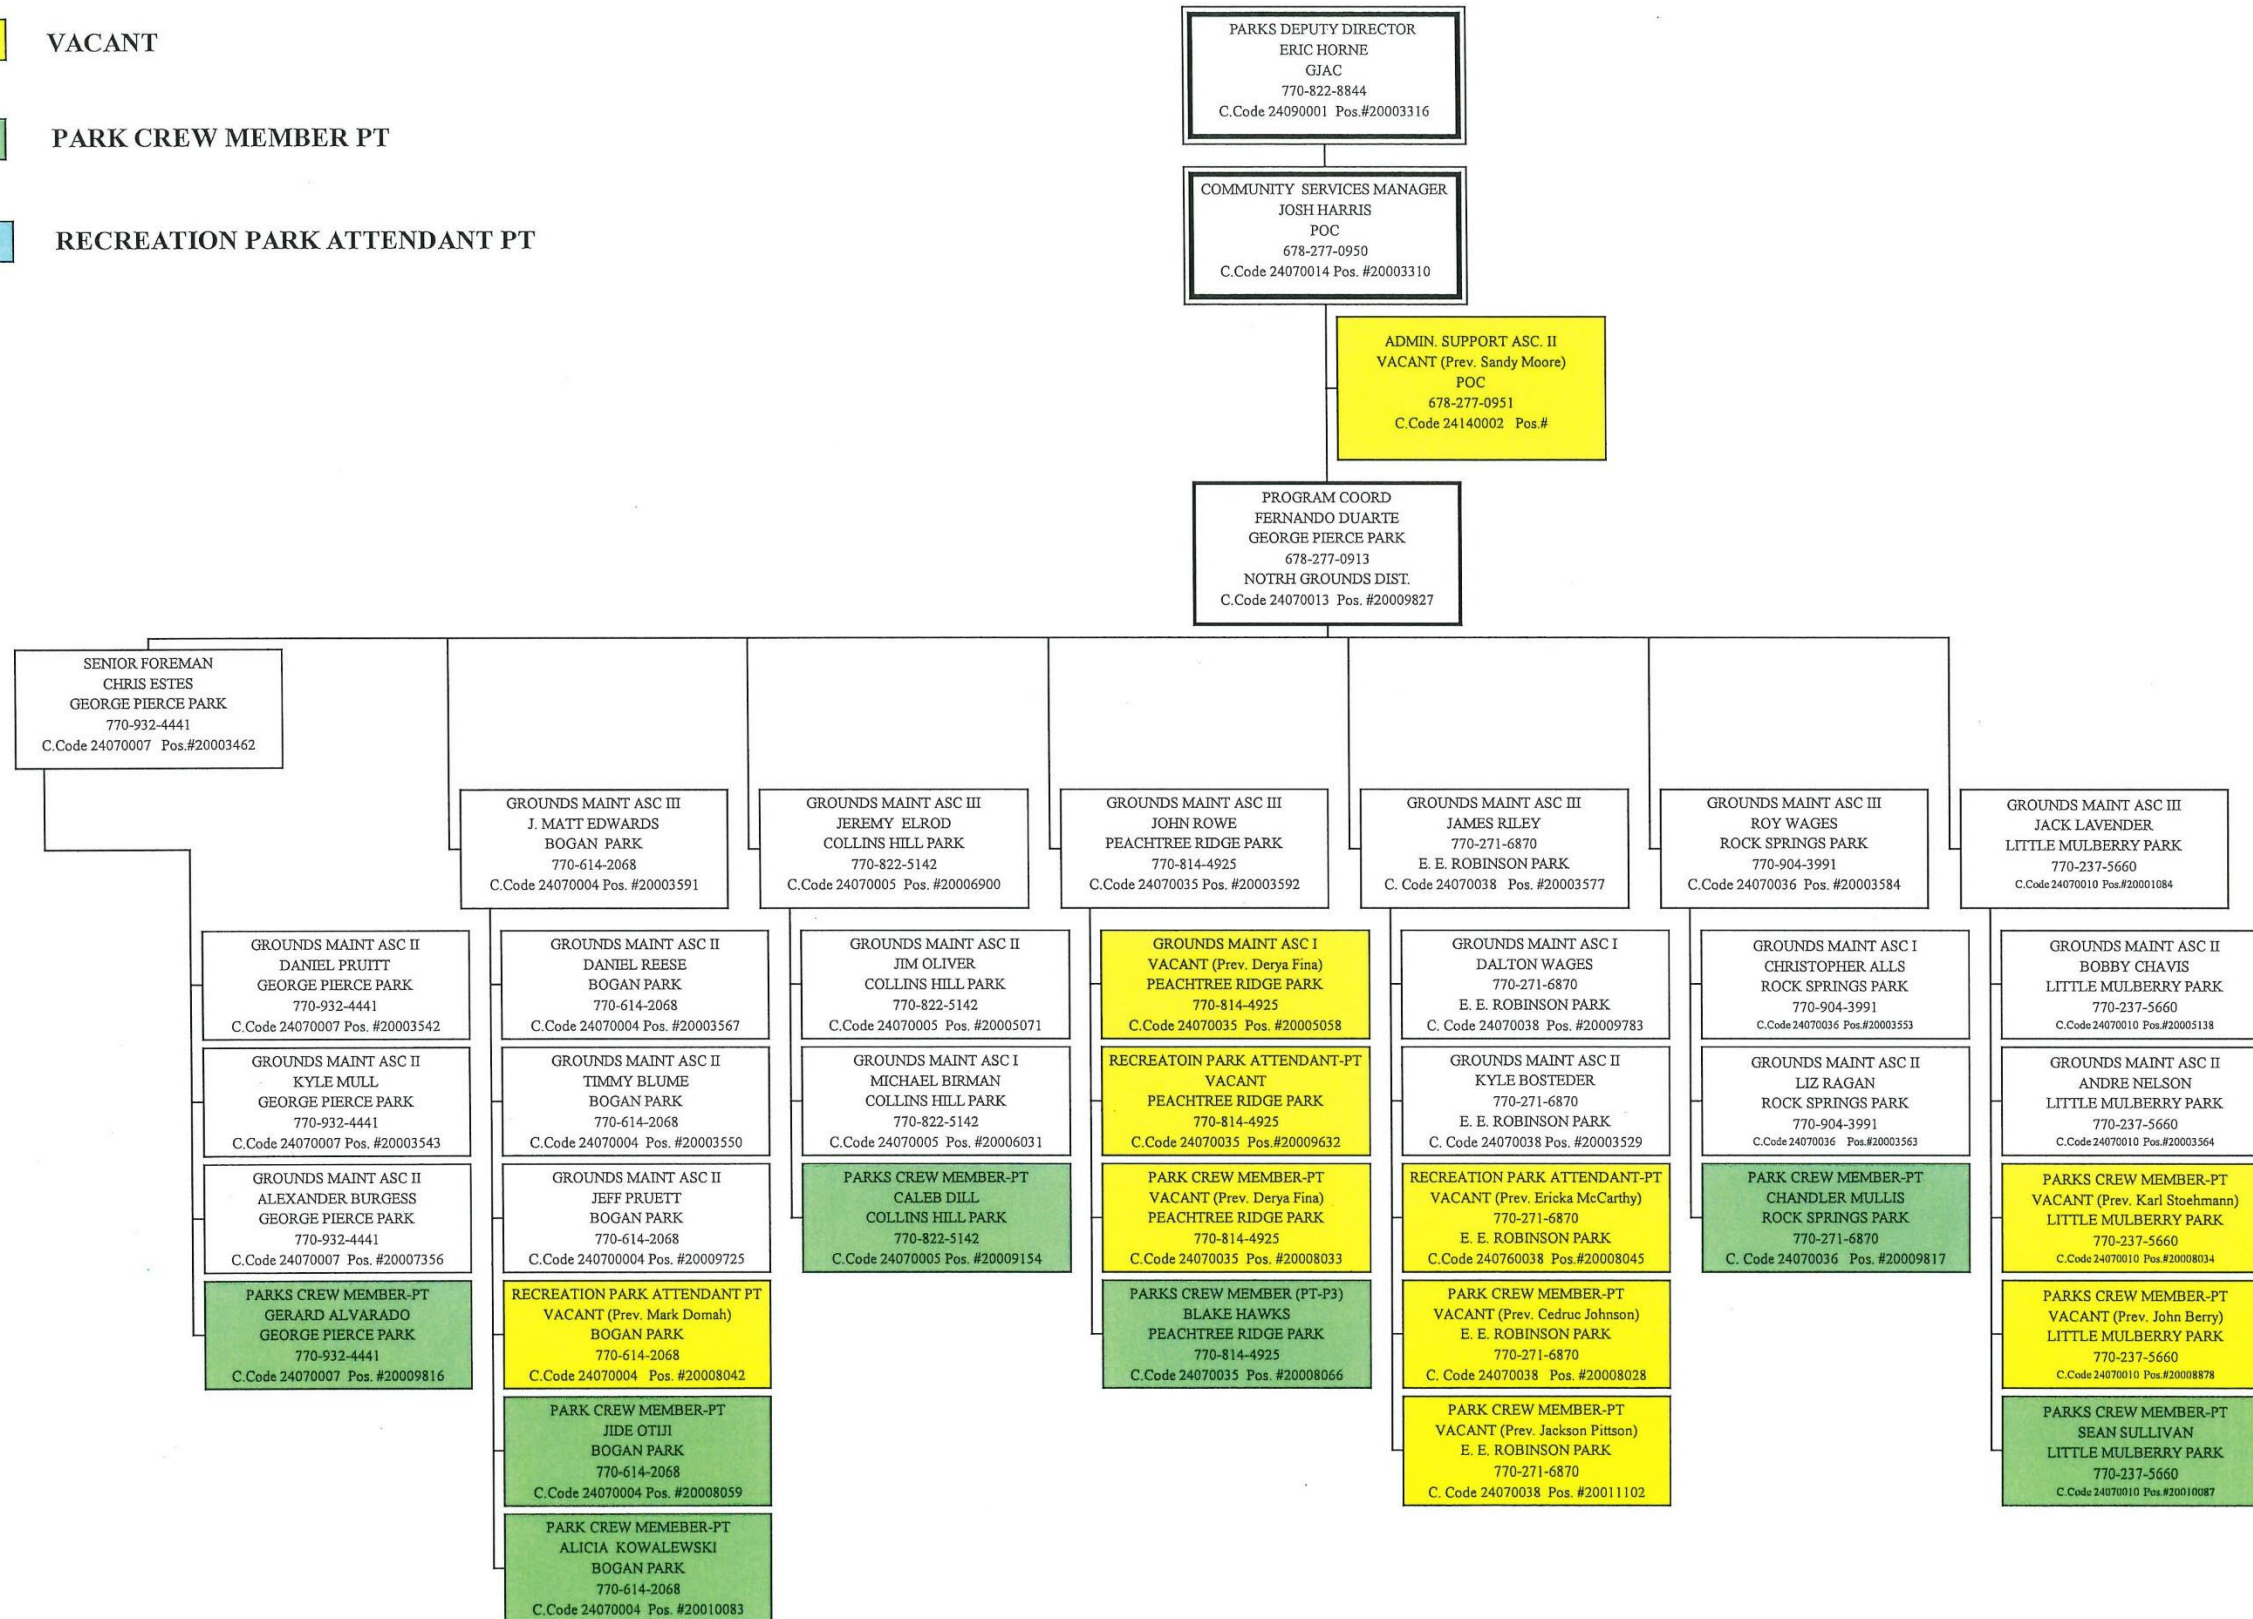 VACANT
PARK CREW MEMBER PT
RECREATION PARK ATTENDANT PT
PARKS DEPUTY DIRECTOR
ERIC HORNE
GJAC
770-822-8844
C.Code 24090001 Pos.#20003316
COMMUNITY SERVICES MANAGER
JOSH HARRIS
POC
678-277-0950
C.Code 24070014 Pos. #20003310
ADMIN. SUPPORT ASC. II
VACANT (Prev. Sandy Moore)
POC
678-277-0951
C.Code 24140002 Pos.#
PROGRAM COORD
FERNANDO DUARTE
GEORGE PIERCE PARK
678-277-0913
NOTRH GROUNDS DIST.
C.Code 24070013 Pos. #20009827
SENIOR FOREMAN
CHRIS ESTES
GEORGE PIERCE PARK
770-932-4441
C.Code 24070007 Pos.#20003462
GROUNDS MAINT ASC II
DANIEL PRUITT
GEORGE PIERCE PARK
770-932-4441
C.Code 24070007 Pos. #20003542
GROUNDS MAINT ASC II
KYLE MULL
GEORGE PIERCE PARK
770-932-4441
C.Code 24070007 Pos. #20003543
GROUNDS MAINT ASC II
ALEXANDER BURGESS
GEORGE PIERCE PARK
770-932-4441
C.Code 24070007 Pos. #20007356
PARKS CREW MEMBER-PT
GERARD ALVARADO
GEORGE PIERCE PARK
770-932-4441
C.Code 24070007 Pos. #20009816
GROUNDS MAINT ASC III
J. MATT EDWARDS
BOGAN PARK
770-614-2068
C.Code 24070004 Pos. #20003591
GROUNDS MAINT ASC II
DANIEL REESE
BOGAN PARK
770-614-2068
C.Code 24070004 Pos. #20003567
GROUNDS MAINT ASC II
TIMMY BLUME
BOGAN PARK
770-614-2068
C.Code 24070004 Pos. #20003550
GROUNDS MAINT ASC II
JEFF PRUETT
BOGAN PARK
770-614-2068
C.Code 240700004 Pos. #20009725
RECREATION PARK ATTENDANT PT
VACANT (Prev. Mark Domah)
BOGAN PARK
770-614-2068
C.Code 24070004 Pos. #20008042
PARK CREW MEMBER-PT
JIDE OTIJI
BOGAN PARK
770-614-2068
C.Code 24070004 Pos. #20008059
PARK CREW MEMEBER-PT
ALICIA KOWALEWSKI
BOGAN PARK
770-614-2068
C.Code 24070004 Pos. #20010083
GROUNDS MAINT ASC III
JEREMY ELROD
COLLINS HILL PARK
770-822-5142
C.Code 24070005 Pos. #20006900
GROUNDS MAINT ASC II
JIM OLIVER
COLLINS HILL PARK
770-822-5142
C.Code 24070005 Pos. #20005071
GROUNDS MAINT ASC I
MICHAEL BIRMAN
COLLINS HILL PARK
770-822-5142
C.Code 24070005 Pos. #20006031
PARKS CREW MEMBER-PT
CALEB DILL
COLLINS HILL PARK
770-822-5142
C.Code 24070005 Pos. #20009154
GROUNDS MAINT ASC III
JOHN ROWE
PEACHTREE RIDGE PARK
770-814-4925
C.Code 24070035 Pos. #20003592
GROUNDS MAINT ASC I
VACANT (Prev. Derya Fina)
PEACHTREE RIDGE PARK
770-814-4925
C.Code 24070035 Pos. #20005058
RECREATOIN PARK ATTENDANT-PT
VACANT
PEACHTREE RIDGE PARK
770-814-4925
C.Code 24070035 Pos.#20009632
PARK CREW MEMBER-PT
VACANT (Prev. Derya Fina)
PEACHTREE RIDGE PARK
770-814-4925
C.Code 24070035 Pos. #20008033
PARKS CREW MEMBER (PT-P3)
BLAKE HAWKS
PEACHTREE RIDGE PARK
770-814-4925
C.Code 24070035 Pos. #20008066
GROUNDS MAINT ASC III
JAMES RILEY
770-271-6870
E. E. ROBINSON PARK
C. Code 24070038 Pos. #20003577
GROUNDS MAINT ASC I
DALTON WAGES
770-271-6870
E. E. ROBINSON PARK
C. Code 24070038 Pos. #20009783
GROUNDS MAINT ASC II
KYLE BOSTEDER
770-271-6870
E. E. ROBINSON PARK
C. Code 24070038 Pos. #20003529
RECREATION PARK ATTENDANT-PT
VACANT (Prev. Ericka McCarthy)
770-271-6870
E. E. ROBINSON PARK
C.Code 240760038 Pos.#20008045
PARK CREW MEMBER-PT
VACANT (Prev. Cedruc Johnson)
E. E. ROBINSON PARK
770-271-6870
C. Code 24070038 Pos. #20008028
PARK CREW MEMBER-PT
VACANT (Prev. Jackson Pittson)
E. E. ROBINSON PARK
770-271-6870
C. Code 24070038 Pos. #20011102
GROUNDS MAINT ASC III
ROY WAGES
ROCK SPRINGS PARK
770-904-3991
C.Code 24070036 Pos. #20003584
GROUNDS MAINT ASC I
CHRISTOPHER ALLS
ROCK SPRINGS PARK
770-904-3991
C.Code 24070036 Pos.#20003553
GROUNDS MAINT ASC II
LIZ RAGAN
ROCK SPRINGS PARK
770-904-3991
C.Code 24070036 Pos.#20003563
PARK CREW MEMBER-PT
CHANDLER MULLIS
ROCK SPRINGS PARK
770-271-6870
C. Code 24070036 Pos. #20009817
GROUNDS MAINT ASC III
JACK LAVENDER
LITTLE MULBERRY PARK
770-237-5660
C.Code 24070010 Pos.#20001084
GROUNDS MAINT ASC II
BOBBY CHAVIS
LITTLE MULBERRY PARK
770-237-5660
C.Code 24070010 Pos.#20005138
GROUNDS MAINT ASC II
ANDRE NELSON
LITTLE MULBERRY PARK
770-237-5660
C.Code 24070010 Pos.#20003564
PARKS CREW MEMBER-PT
VACANT (Prev. Karl Stoehmann)
LITTLE MULBERRY PARK
770-237-5660
C.Code 24070010 Pos.#20008034
PARKS CREW MEMBER-PT
VACANT (Prev. John Berry)
LITTLE MULBERRY PARK
770-237-5660
C.Code 24070010 Pos.#20008878
PARKS CREW MEMBER-PT
SEAN SULLIVAN
LITTLE MULBERRY PARK
770-237-5660
C.Code 24070010 Pos.#20010087